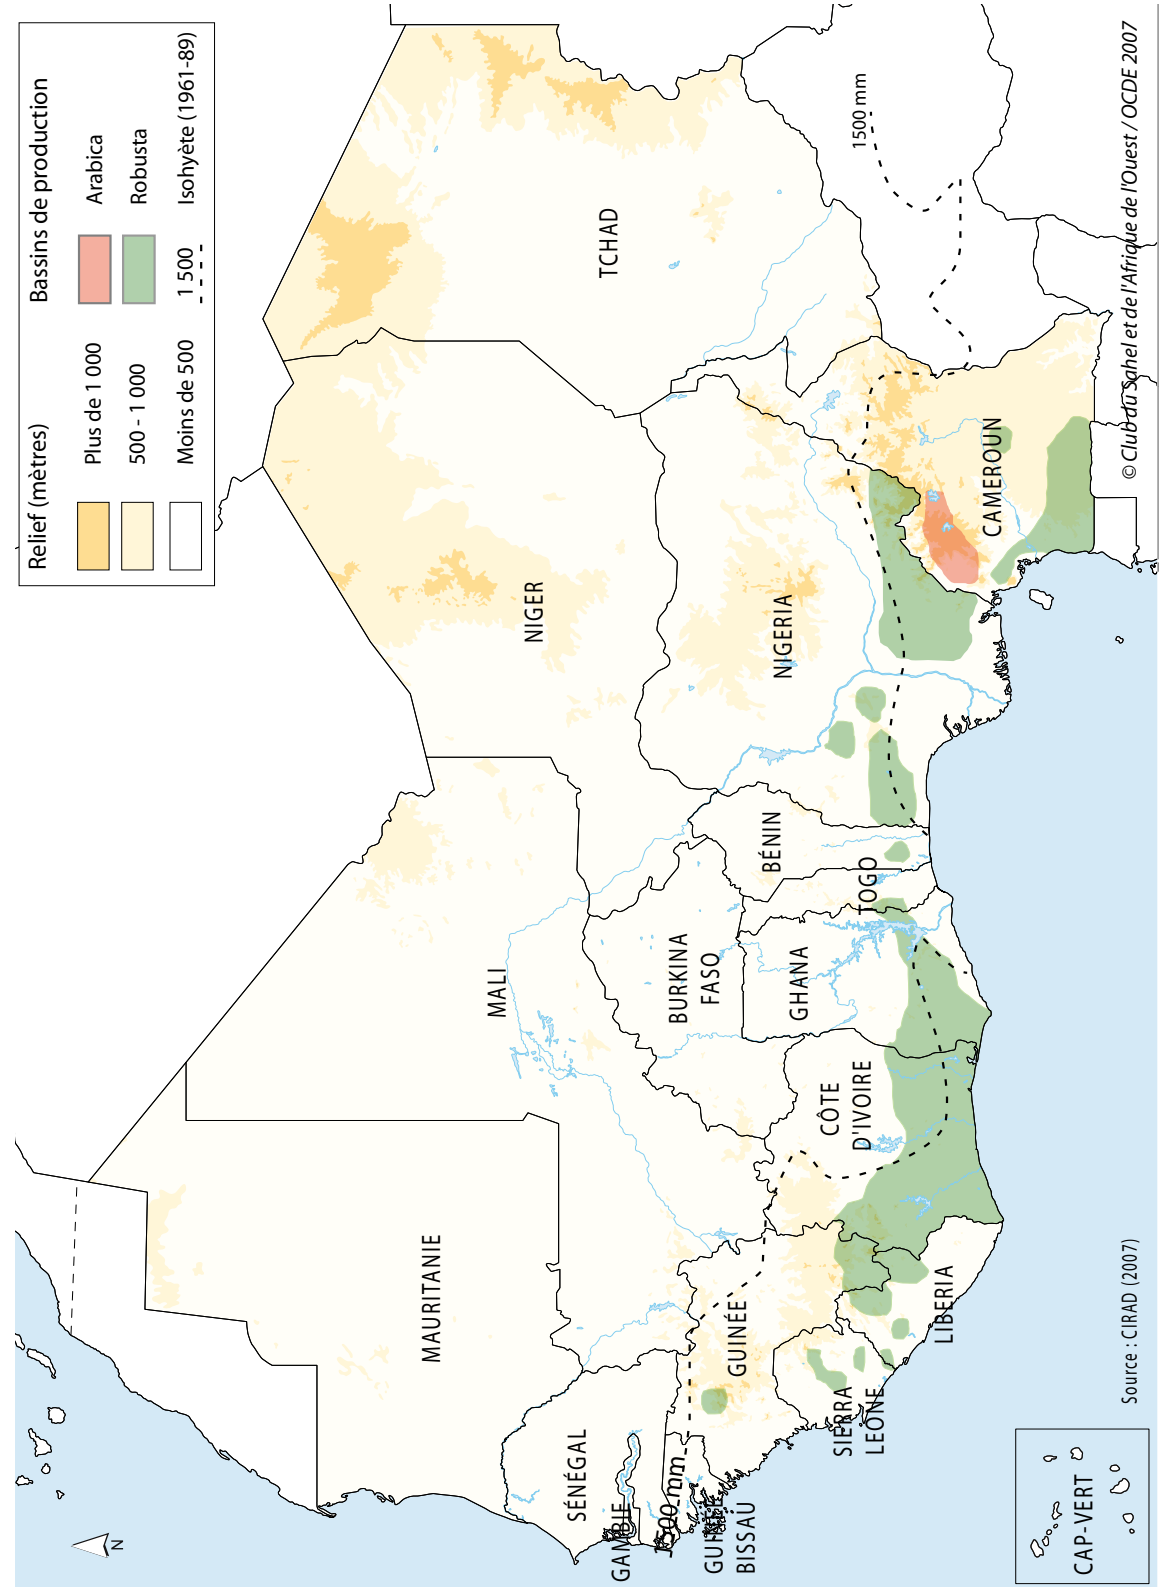 Relief (mètres)
Plus de 1 000
500 - 1 000
Moins de 500
Bassins de production
Arabica
Robusta
1 500
Isohyète (1961-89)
N
MAURITANIE
MALI
NIGER
TCHAD
SÉNÉGAL
GAMBIE
GUINÉE
BISSAU
1500 mm
GUINÉE
SIERRA
LEONE
LIBERIA
CÔTE
D'IVOIRE
BURKINA
FASO
GHANA
TOGO
BÉNIN
NIGERIA
CAMEROUN
1500 mm
CAP-VERT
Source : CIRAD (2007)
© Club du Sahel et de l'Afrique de l'Ouest / OCDE 2007